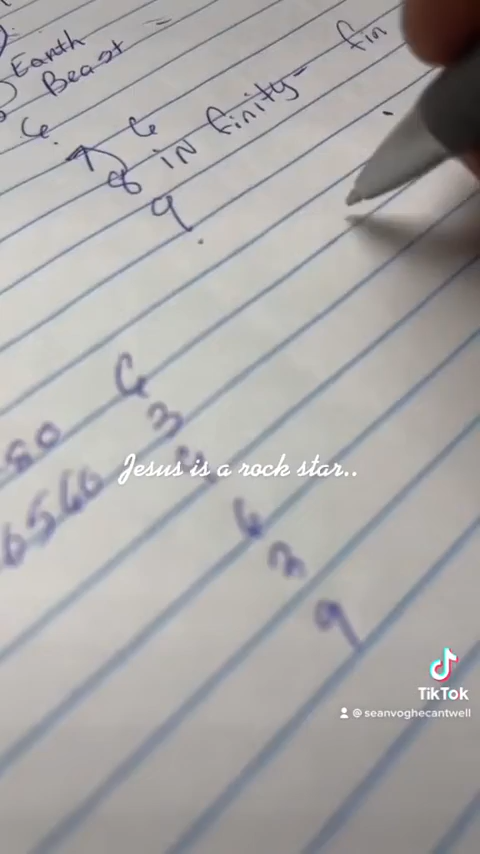 Earth
Beast =
6. 6
8 in finity - fin
9
6
3
80
6560
Jesus is a rock star..
6
3
9
TikTok
@seanvoghecantwell